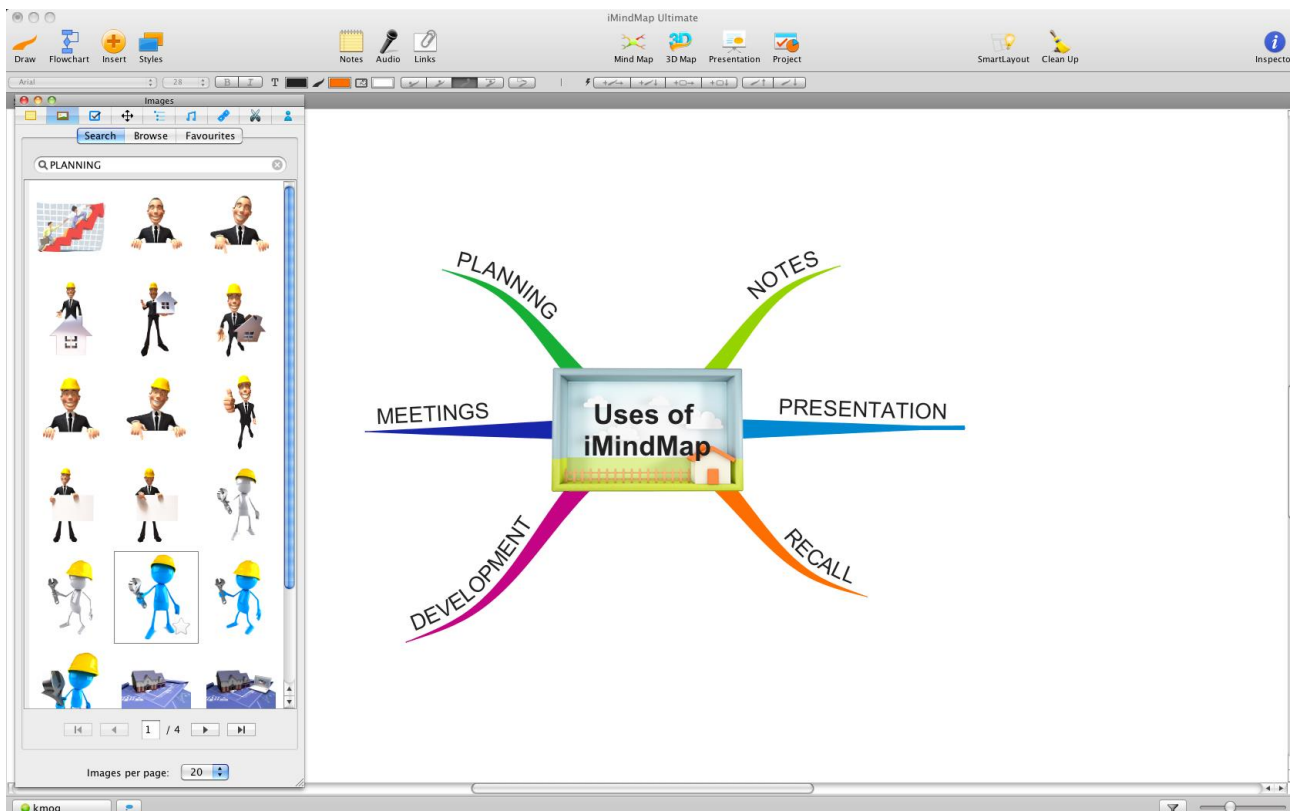 iMindMap Ultimate
Draw Flowchart Insert Styles Notes Audio Links Mind Map 3D Map Presentation Project SmartLayout Clean Up Inspecto
Arial 28 B I T
Images
Search Browse Favourites
PLANNING
1 / 4
Images per page: 20
PLANNING
NOTES
MEETINGS
Uses of
iMindMap
PRESENTATION
DEVELOPMENT
RECALL
kmog